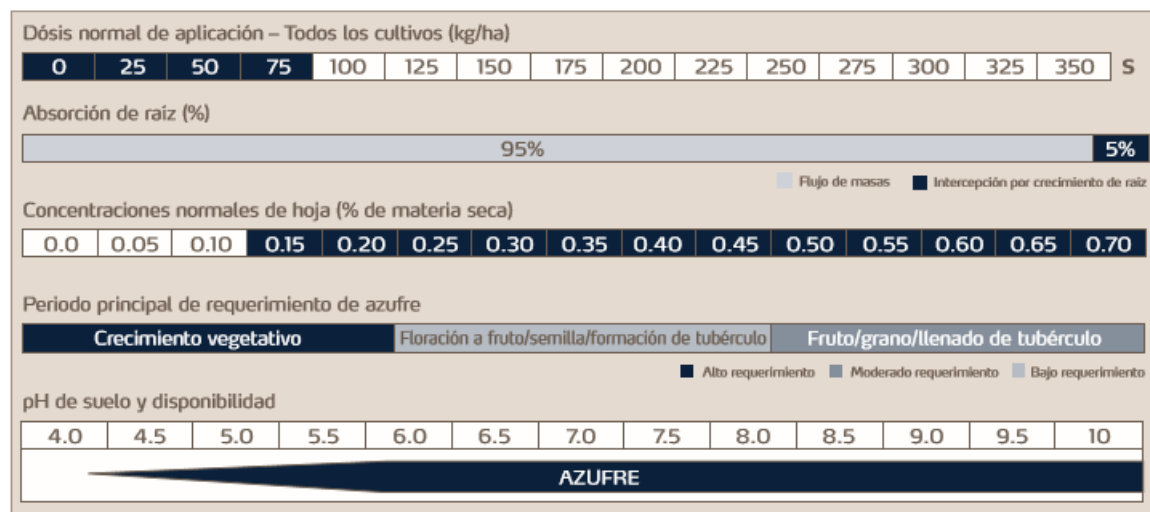 Dósis normal de aplicación – Todos los cultivos (kg/ha)
0 25 50 75 100 125 150 175 200 225 250 275 300 325 350 S
Absorción de raíz (%)
95% 5%
Flujo de masas Intercepción por crecimiento de raiz
Concentraciones normales de hoja (% de materia seca)
0.0 0.05 0.10 0.15 0.20 0.25 0.30 0.35 0.40 0.45 0.50 0.55 0.60 0.65 0.70
Periodo principal de requerimiento de azufre
Crecimiento vegetativo Floración a fruto/semilla/formación de tubérculo Fruto/grano/llenado de tubérculo
Alto requerimiento Moderado requerimiento Bajo requerimiento
pH de suelo y disponibilidad
4.0 4.5 5.0 5.5 6.0 6.5 7.0 7.5 8.0 8.5 9.0 9.5 10
AZUFRE